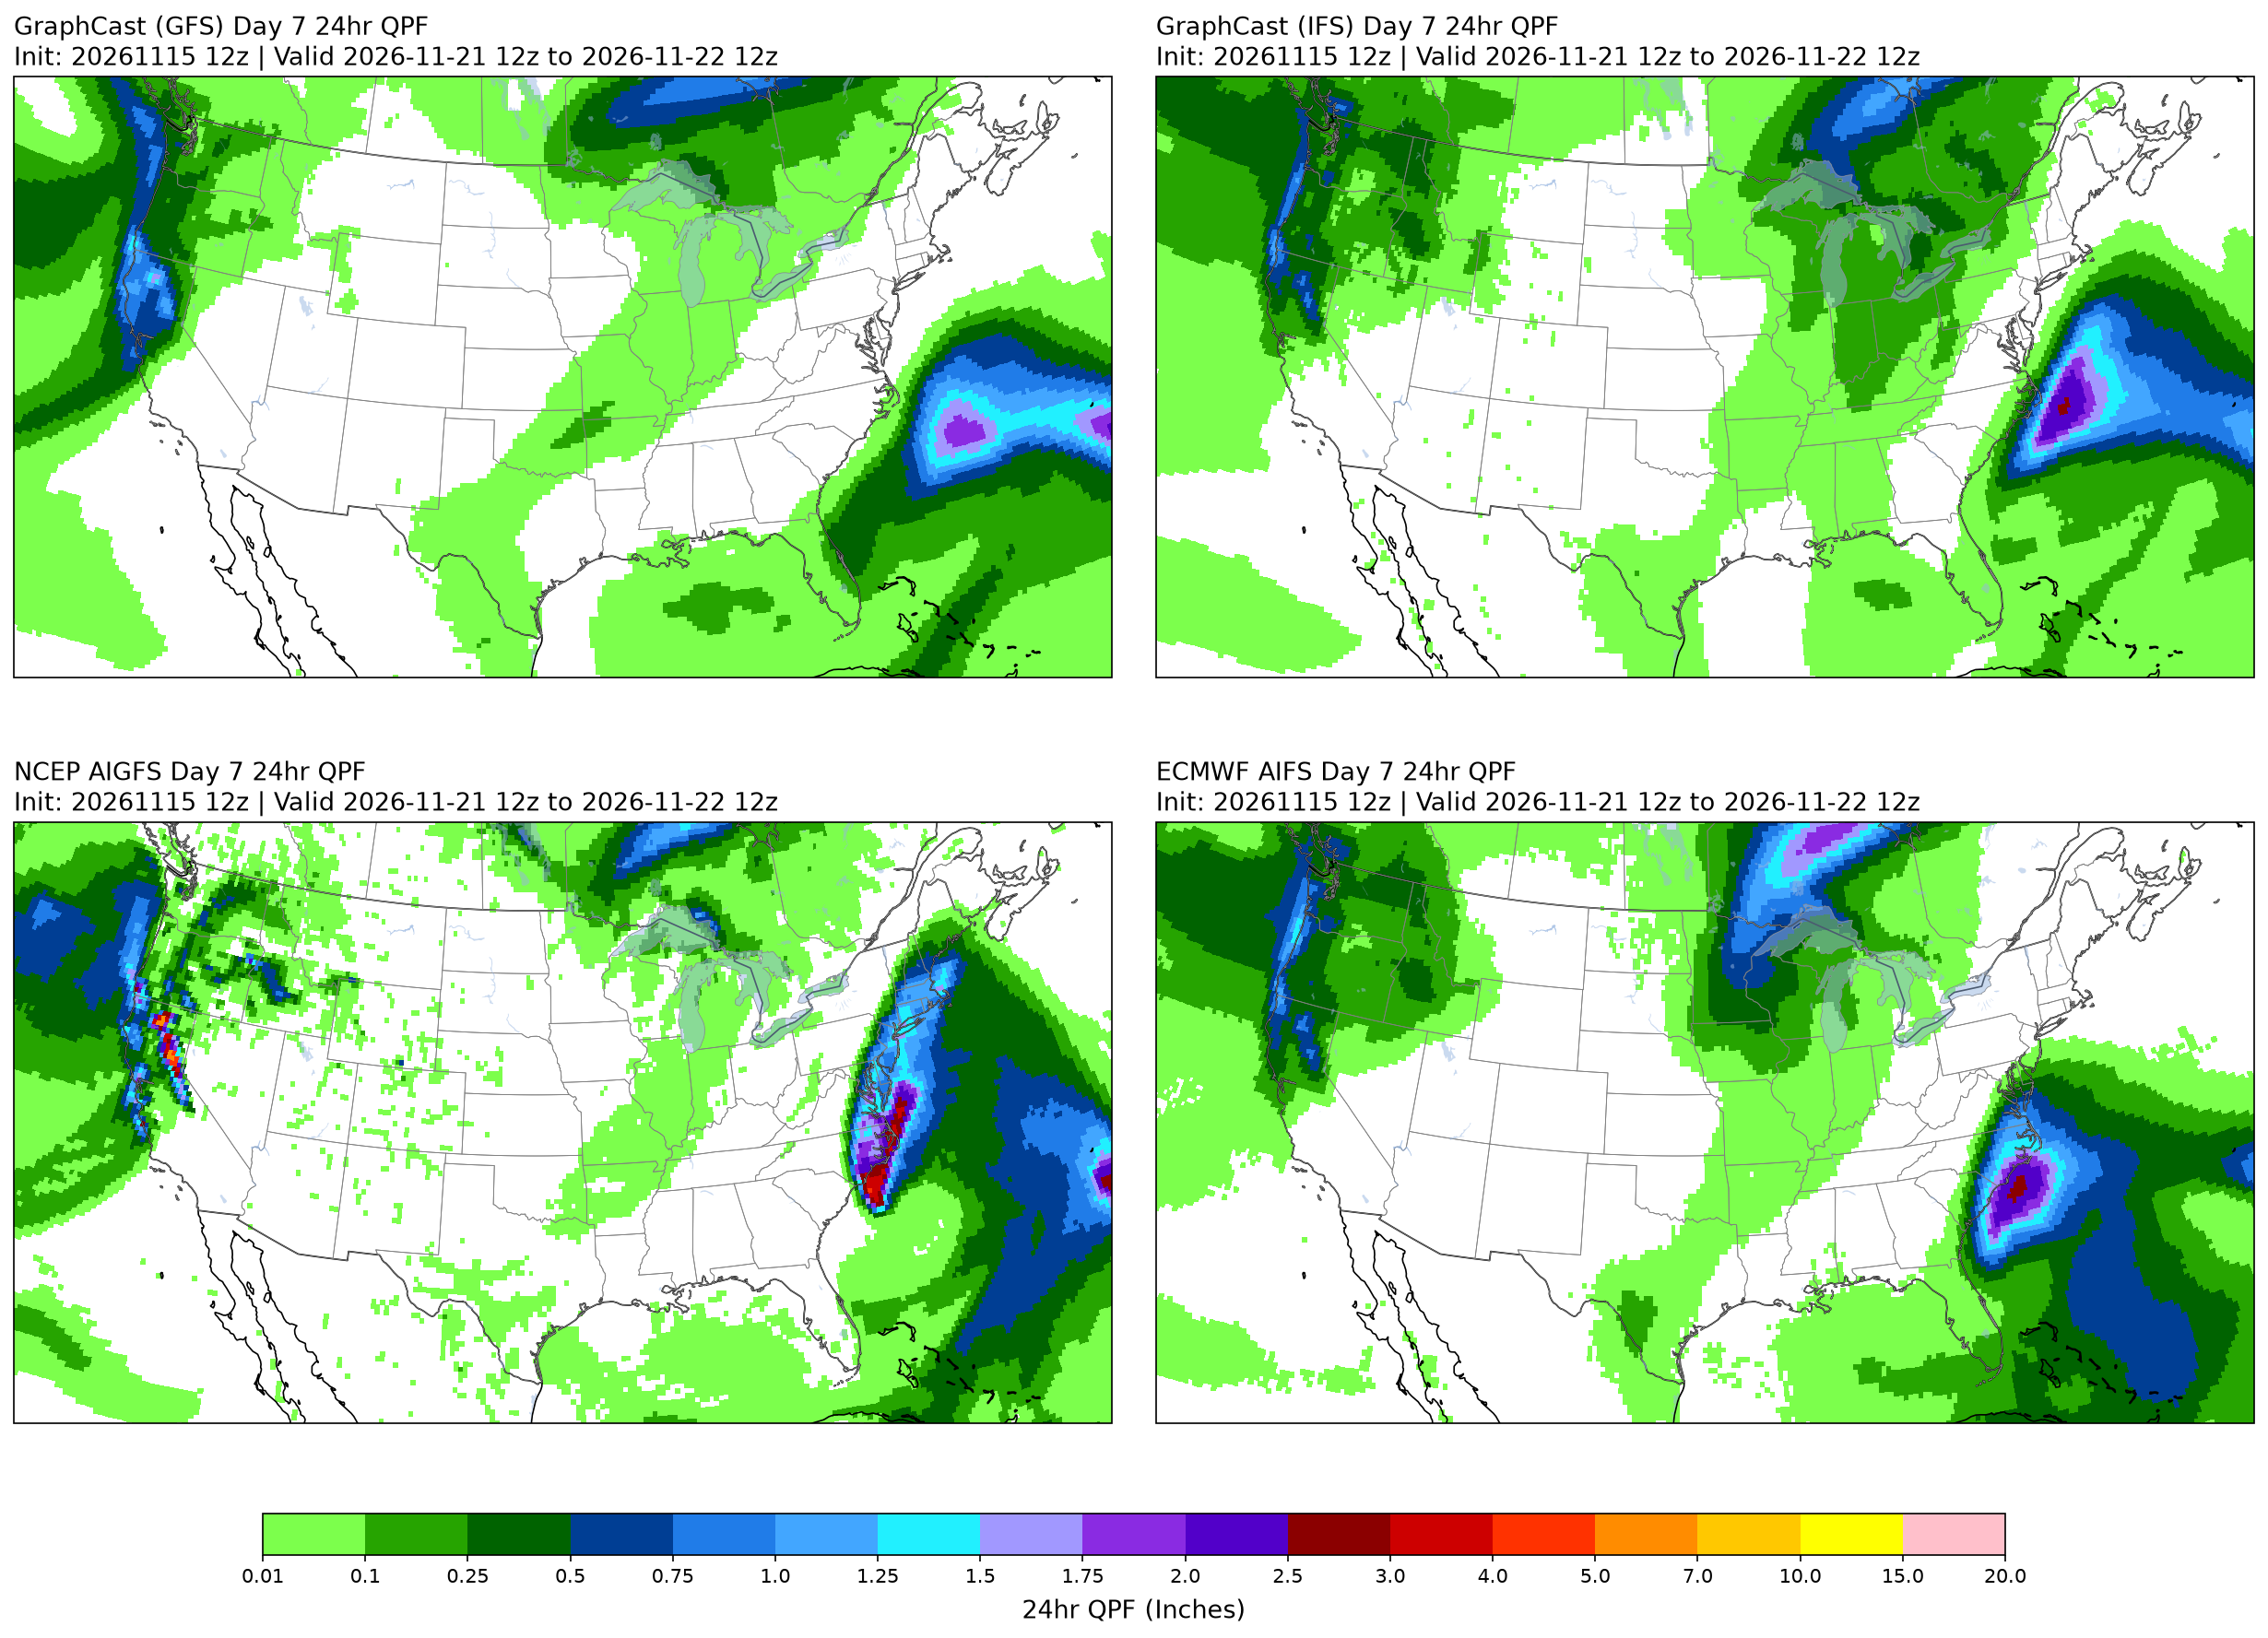 GraphCast (GFS) Day 7 24hr QPF
Init: 20261115 12z | Valid 2026-11-21 12z to 2026-11-22 12z
GraphCast (IFS) Day 7 24hr QPF
Init: 20261115 12z | Valid 2026-11-21 12z to 2026-11-22 12z
NCEP AIGFS Day 7 24hr QPF
Init: 20261115 12z | Valid 2026-11-21 12z to 2026-11-22 12z
ECMWF AIFS Day 7 24hr QPF
Init: 20261115 12z | Valid 2026-11-21 12z to 2026-11-22 12z
0.01 0.1 0.25 0.5 0.75 1.0 1.25 1.5 1.75 2.0 2.5 3.0 4.0 5.0 7.0 10.0 15.0 20.0
24hr QPF (Inches)